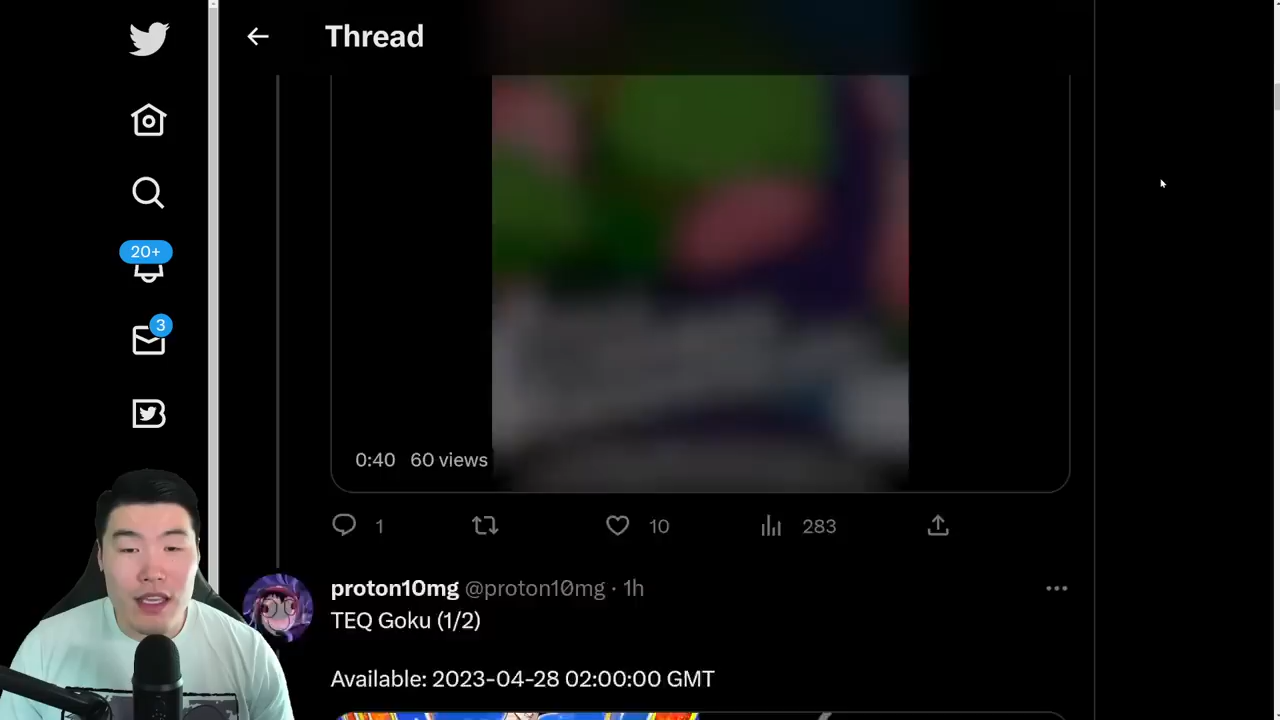 Thread
20+
3
0:40 60 views
1 10 283
proton10mg @proton10mg · 1h
TEQ Goku (1/2)
Available: 2023-04-28 02:00:00 GMT